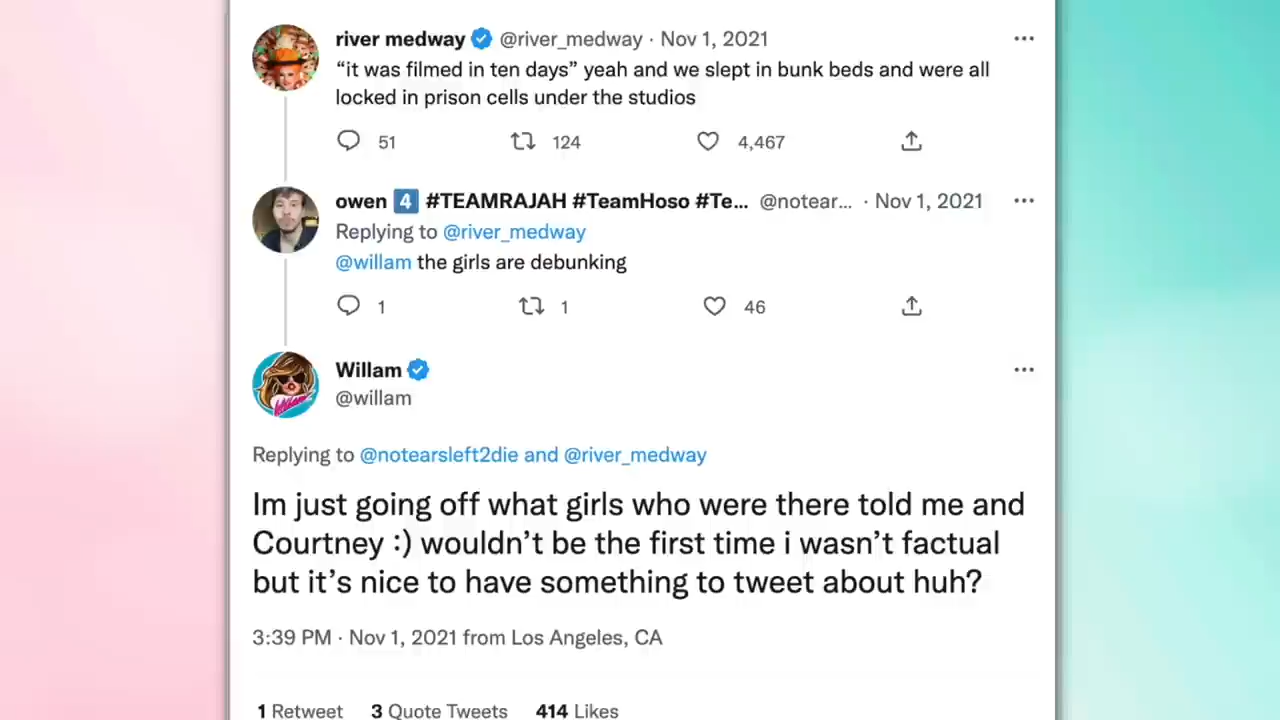 river medway @river_medway · Nov 1, 2021
“it was filmed in ten days” yeah and we slept in bunk beds and were all
locked in prison cells under the studios
51 124 4,467
owen 4 #TEAMRAJAH #TeamHoso #Te... @notear... · Nov 1, 2021
Replying to @river_medway
@willam the girls are debunking
1 1 46
Willam
@willam
Replying to @notearsleft2die and @river_medway
Im just going off what girls who were there told me and
Courtney :) wouldn’t be the first time i wasn’t factual
but it’s nice to have something to tweet about huh?
3:39 PM · Nov 1, 2021 from Los Angeles, CA
1 Retweet 3 Quote Tweets 414 Likes